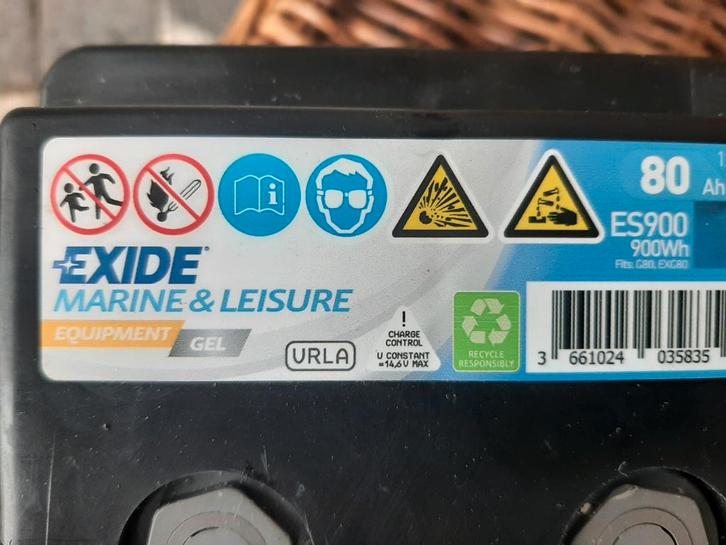 80
Ah
ES900
900Wh
Fits: G80, EXG80
EXIDE
MARINE & LEISURE
EQUIPMENT GEL
VRLA
!
CHARGE
CONTROL
U CONSTANT
=14,6V MAX
RECYCLE
RESPONSIBLY
3 661024 035835